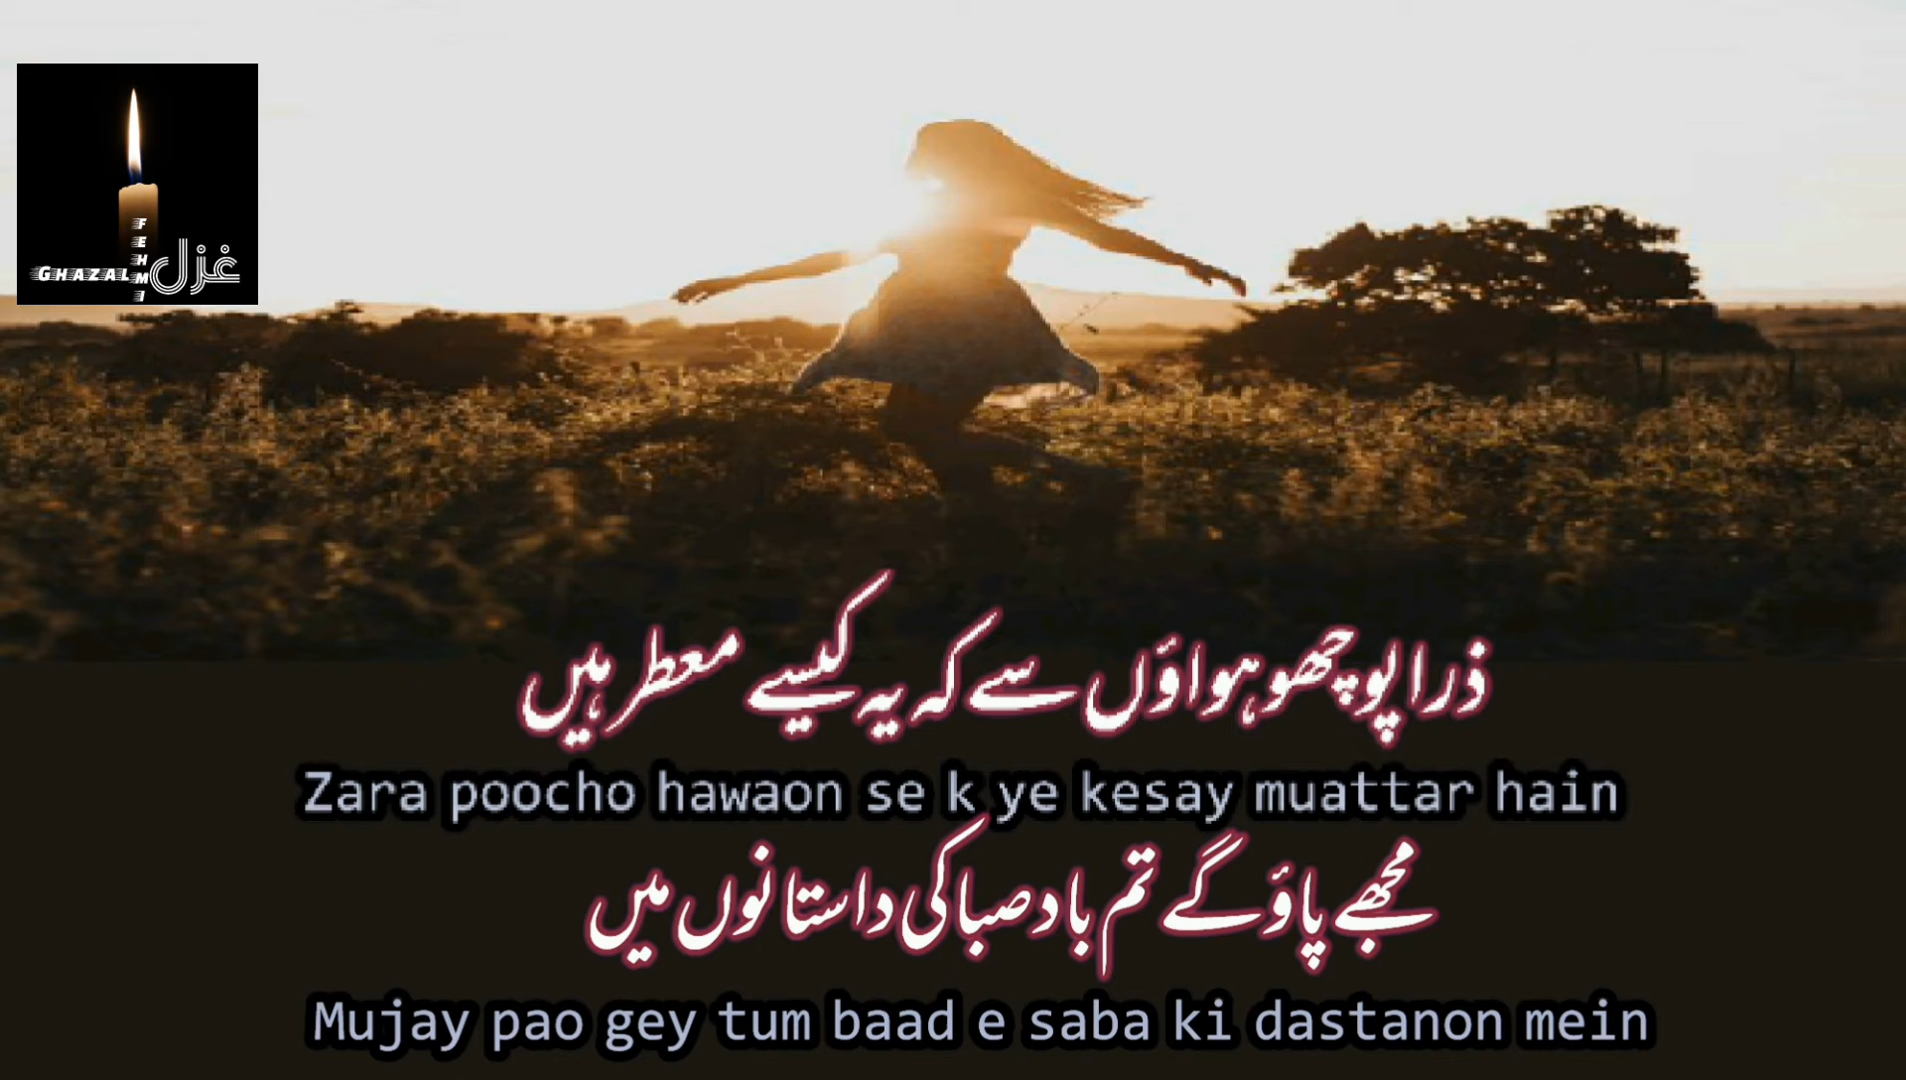 GHAZAL
FEHMI
غزل
ذرا پوچھو ہواؤں سے کہ یہ کیسے معطر ہیں
Zara poocho hawaon se k ye kesay muattar hain
مجھے پاؤ گے تم باد صبا کی داستانوں میں
Mujay pao gey tum baad e saba ki dastanon mein